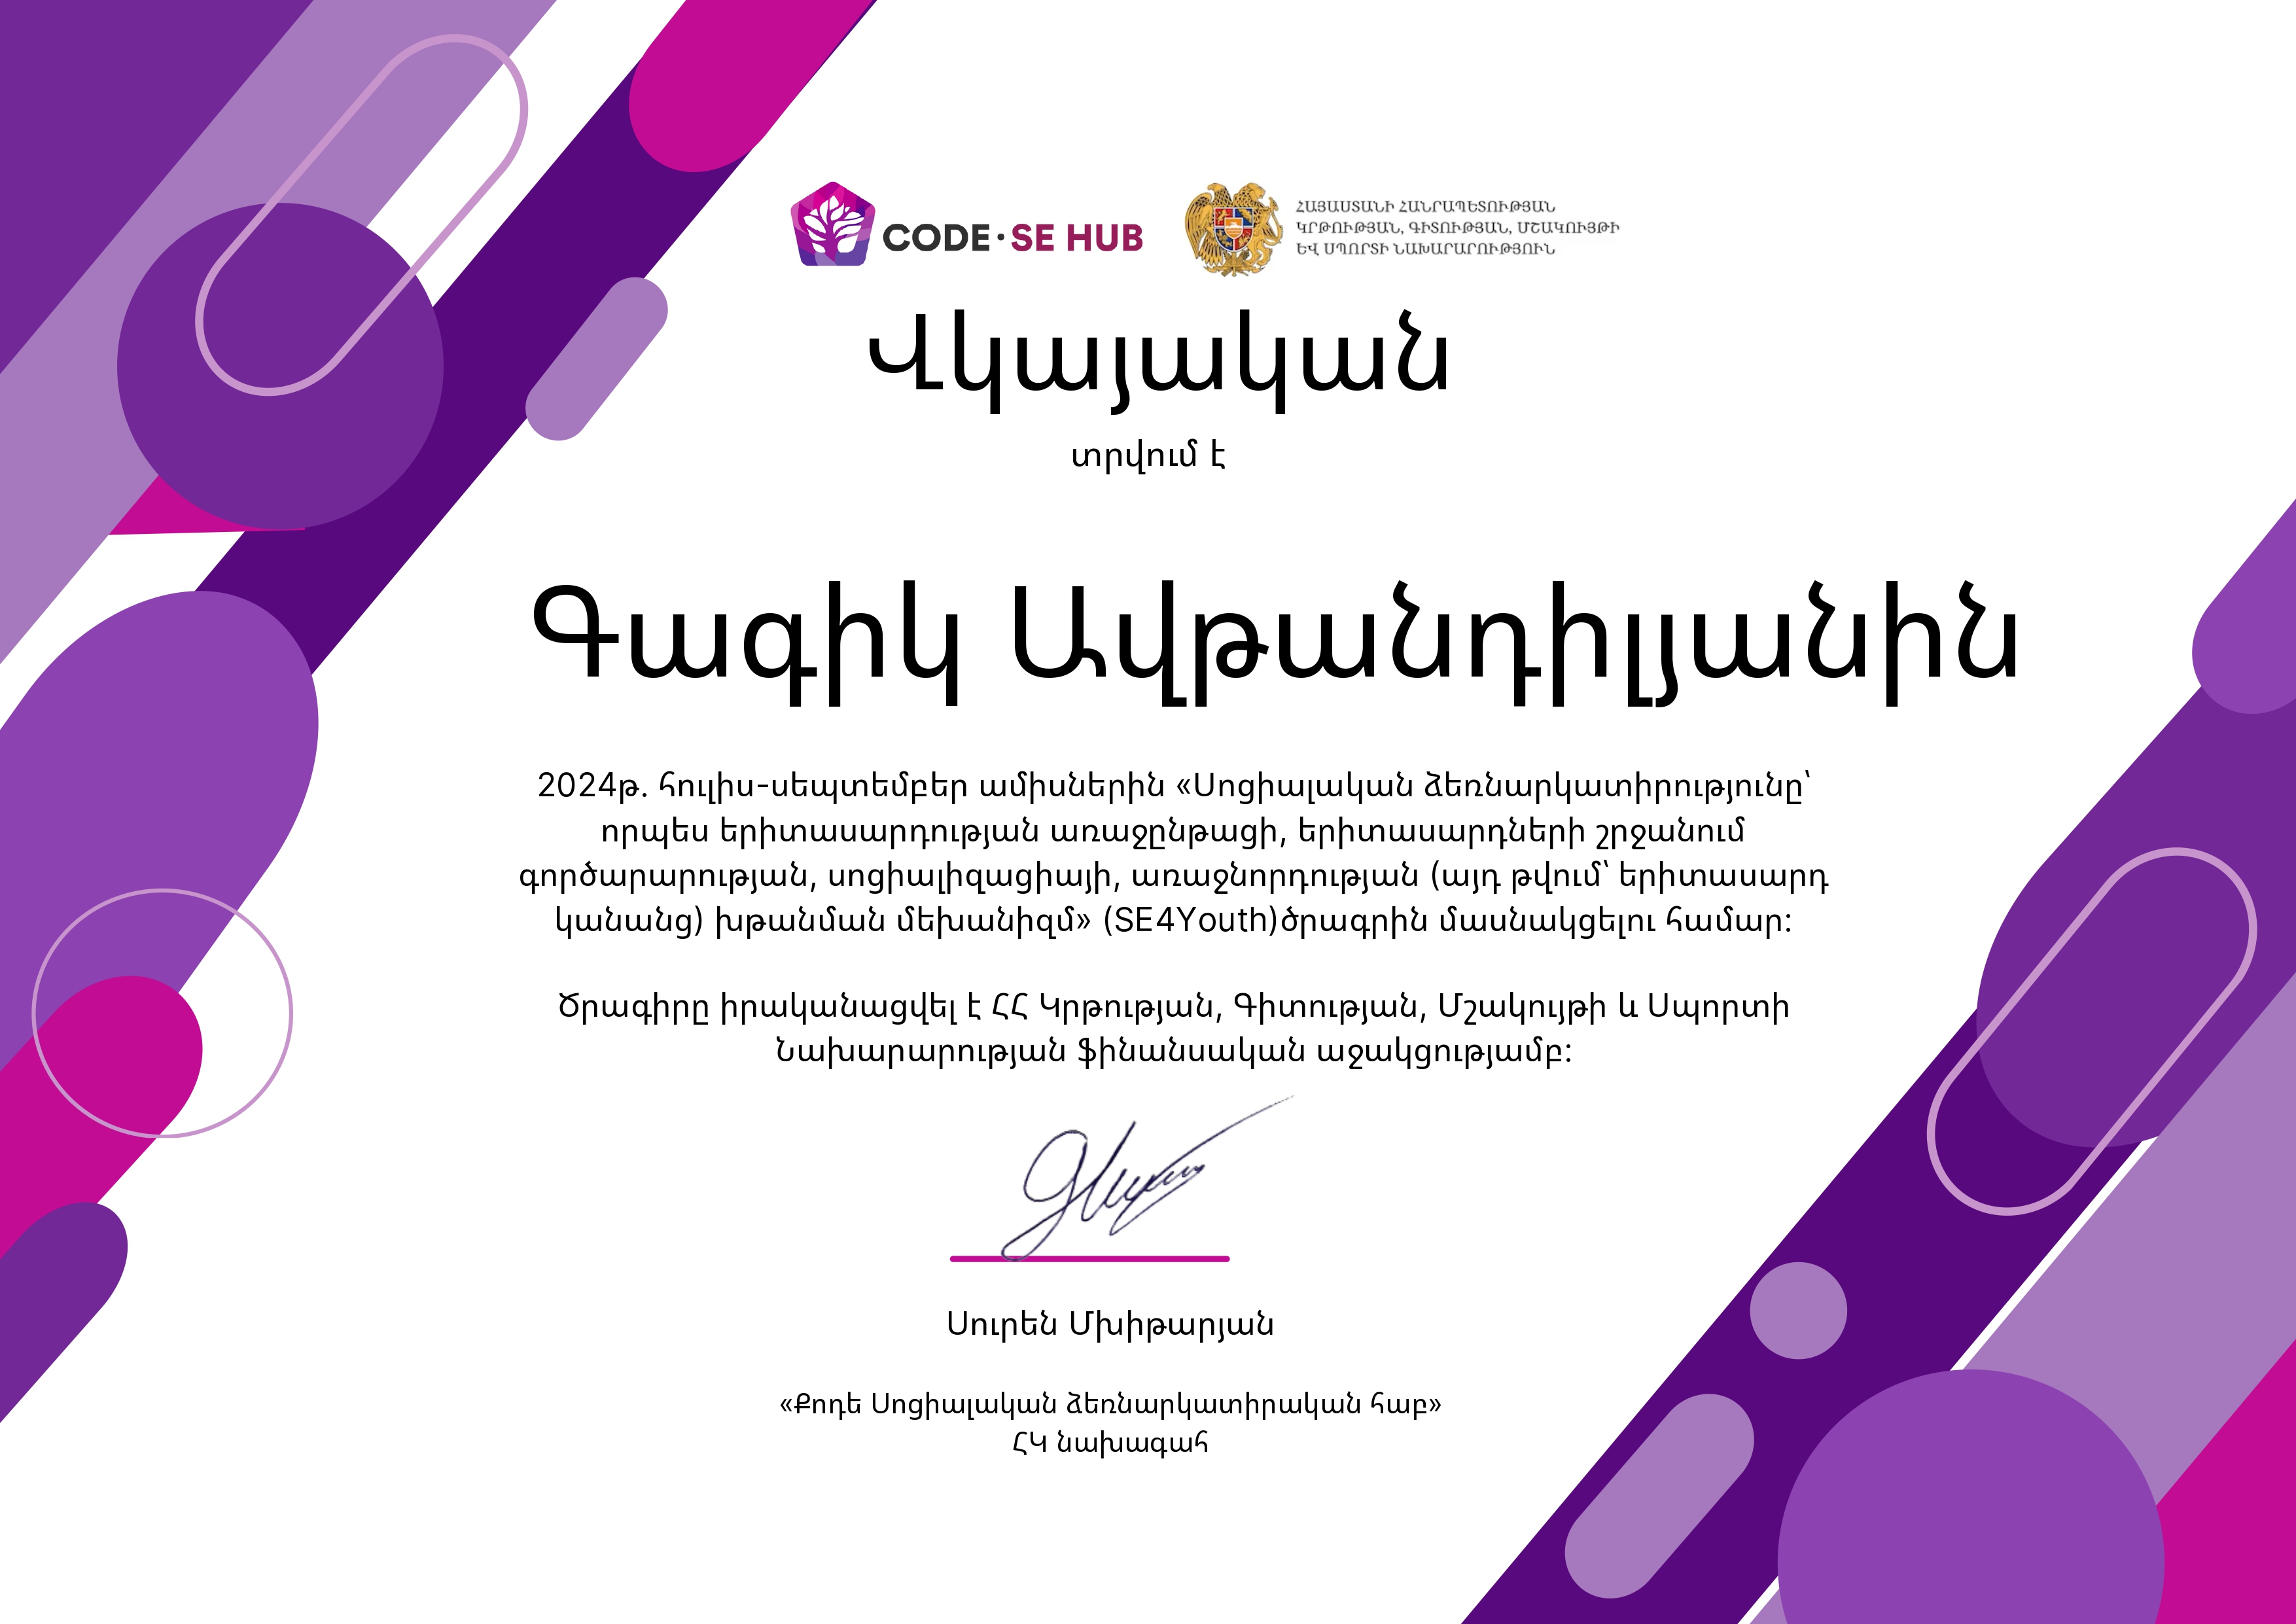 CODE·SE HUB
ՀԱՅԱՍՏԱՆԻ ՀԱՆՐԱՊԵՏՈՒԹՅԱՆ
ԿՐԹՈՒԹՅԱՆ, ԳԻՏՈՒԹՅԱՆ, ՄՇԱԿՈՒՅԹԻ
ԵՎ ՍՊՈՐՏԻ ՆԱԽԱՐԱՐՈՒԹՅՈՒՆ
Վկայական
տրվում է
Գագիկ Ավթանդիլյանին
2024թ. հուլիս-սեպտեմբեր ամիսներին «Սոցիալական ձեռնարկատիրությունը՝
որպես երիտասարդության առաջընթացի, երիտասարդների շրջանում
գործարարության, սոցիալիզացիայի, առաջնորդության (այդ թվում՝ երիտասարդ
կանանց) խթանման մեխանիզմ» (SE4Youth)ծրագրին մասնակցելու համար:
Ծրագիրը իրականացվել է ՀՀ Կրթության, Գիտության, Մշակույթի և Սպորտի
Նախարարության ֆինանսական աջակցությամբ:
Սուրեն Մխիթարյան
«Քոդե Սոցիալական ձեռնարկատիրական հաբ»
ՀԿ նախագահ